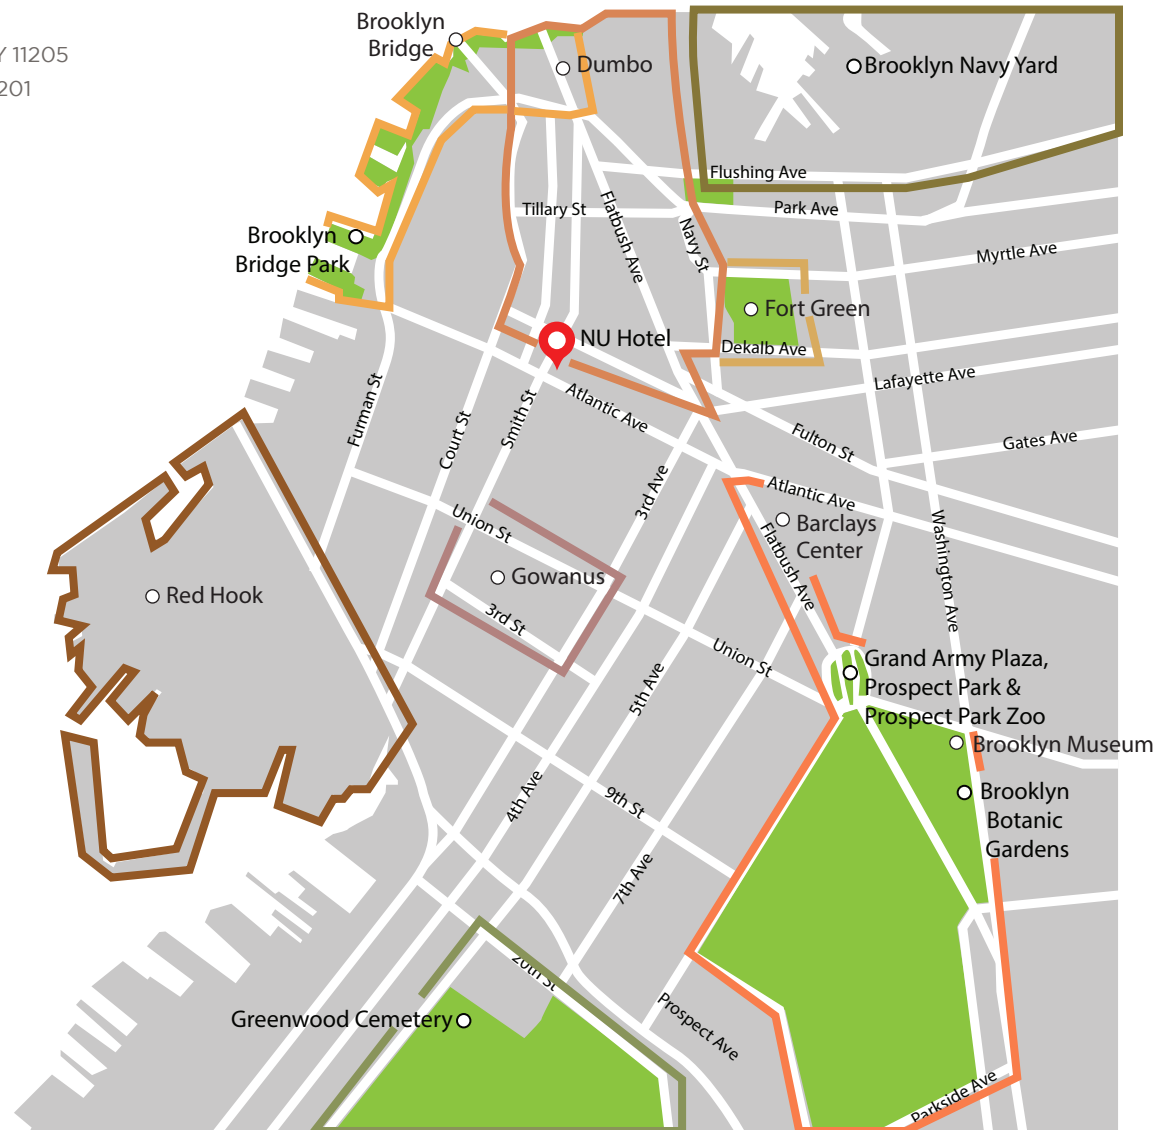 Brooklyn
Bridge
Y 11205
201
Dumbo
Brooklyn Navy Yard
Flushing Ave
Park Ave
Tillary St
Flatbush Ave
Navy St
Brooklyn
Bridge Park
Myrtle Ave
Fort Green
NU Hotel
Dekalb Ave
Lafayette Ave
Furman St
Court St
Smith St
Atlantic Ave
Fulton St
Gates Ave
3rd Ave
Atlantic Ave
Union St
Barclays
Center
Flatbush Ave
Washington Ave
Gowanus
Red Hook
3rd St
Union St
Grand Army Plaza,
Prospect Park &
Prospect Park Zoo
5th Ave
Brooklyn Museum
4th Ave
9th St
Brooklyn
Botanic
Gardens
7th Ave
20th St
Greenwood Cemetery
Prospect Ave
Parkside Ave